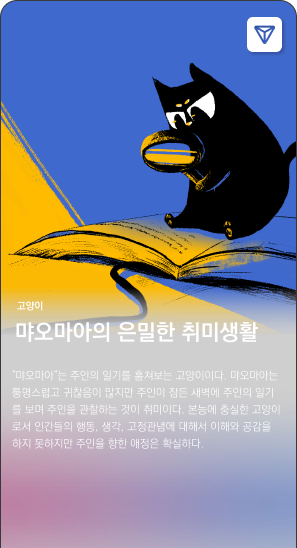 고양이
먀오마아의 은밀한 취미생활
"먀오마아"는 주인의 일기를 훔쳐보는 고양이이다. 먀오마아는
퉁명스럽고 귀찮음이 많지만 주인이 잠든 새벽에 주인의 일기
를 보며 주인을 관찰하는 것이 취미이다. 본능에 충실한 고양이
로서 인간들의 행동, 생각, 고정관념에 대해서 이해와 공감을
하지 못하지만 주인을 향한 애정은 확실하다.